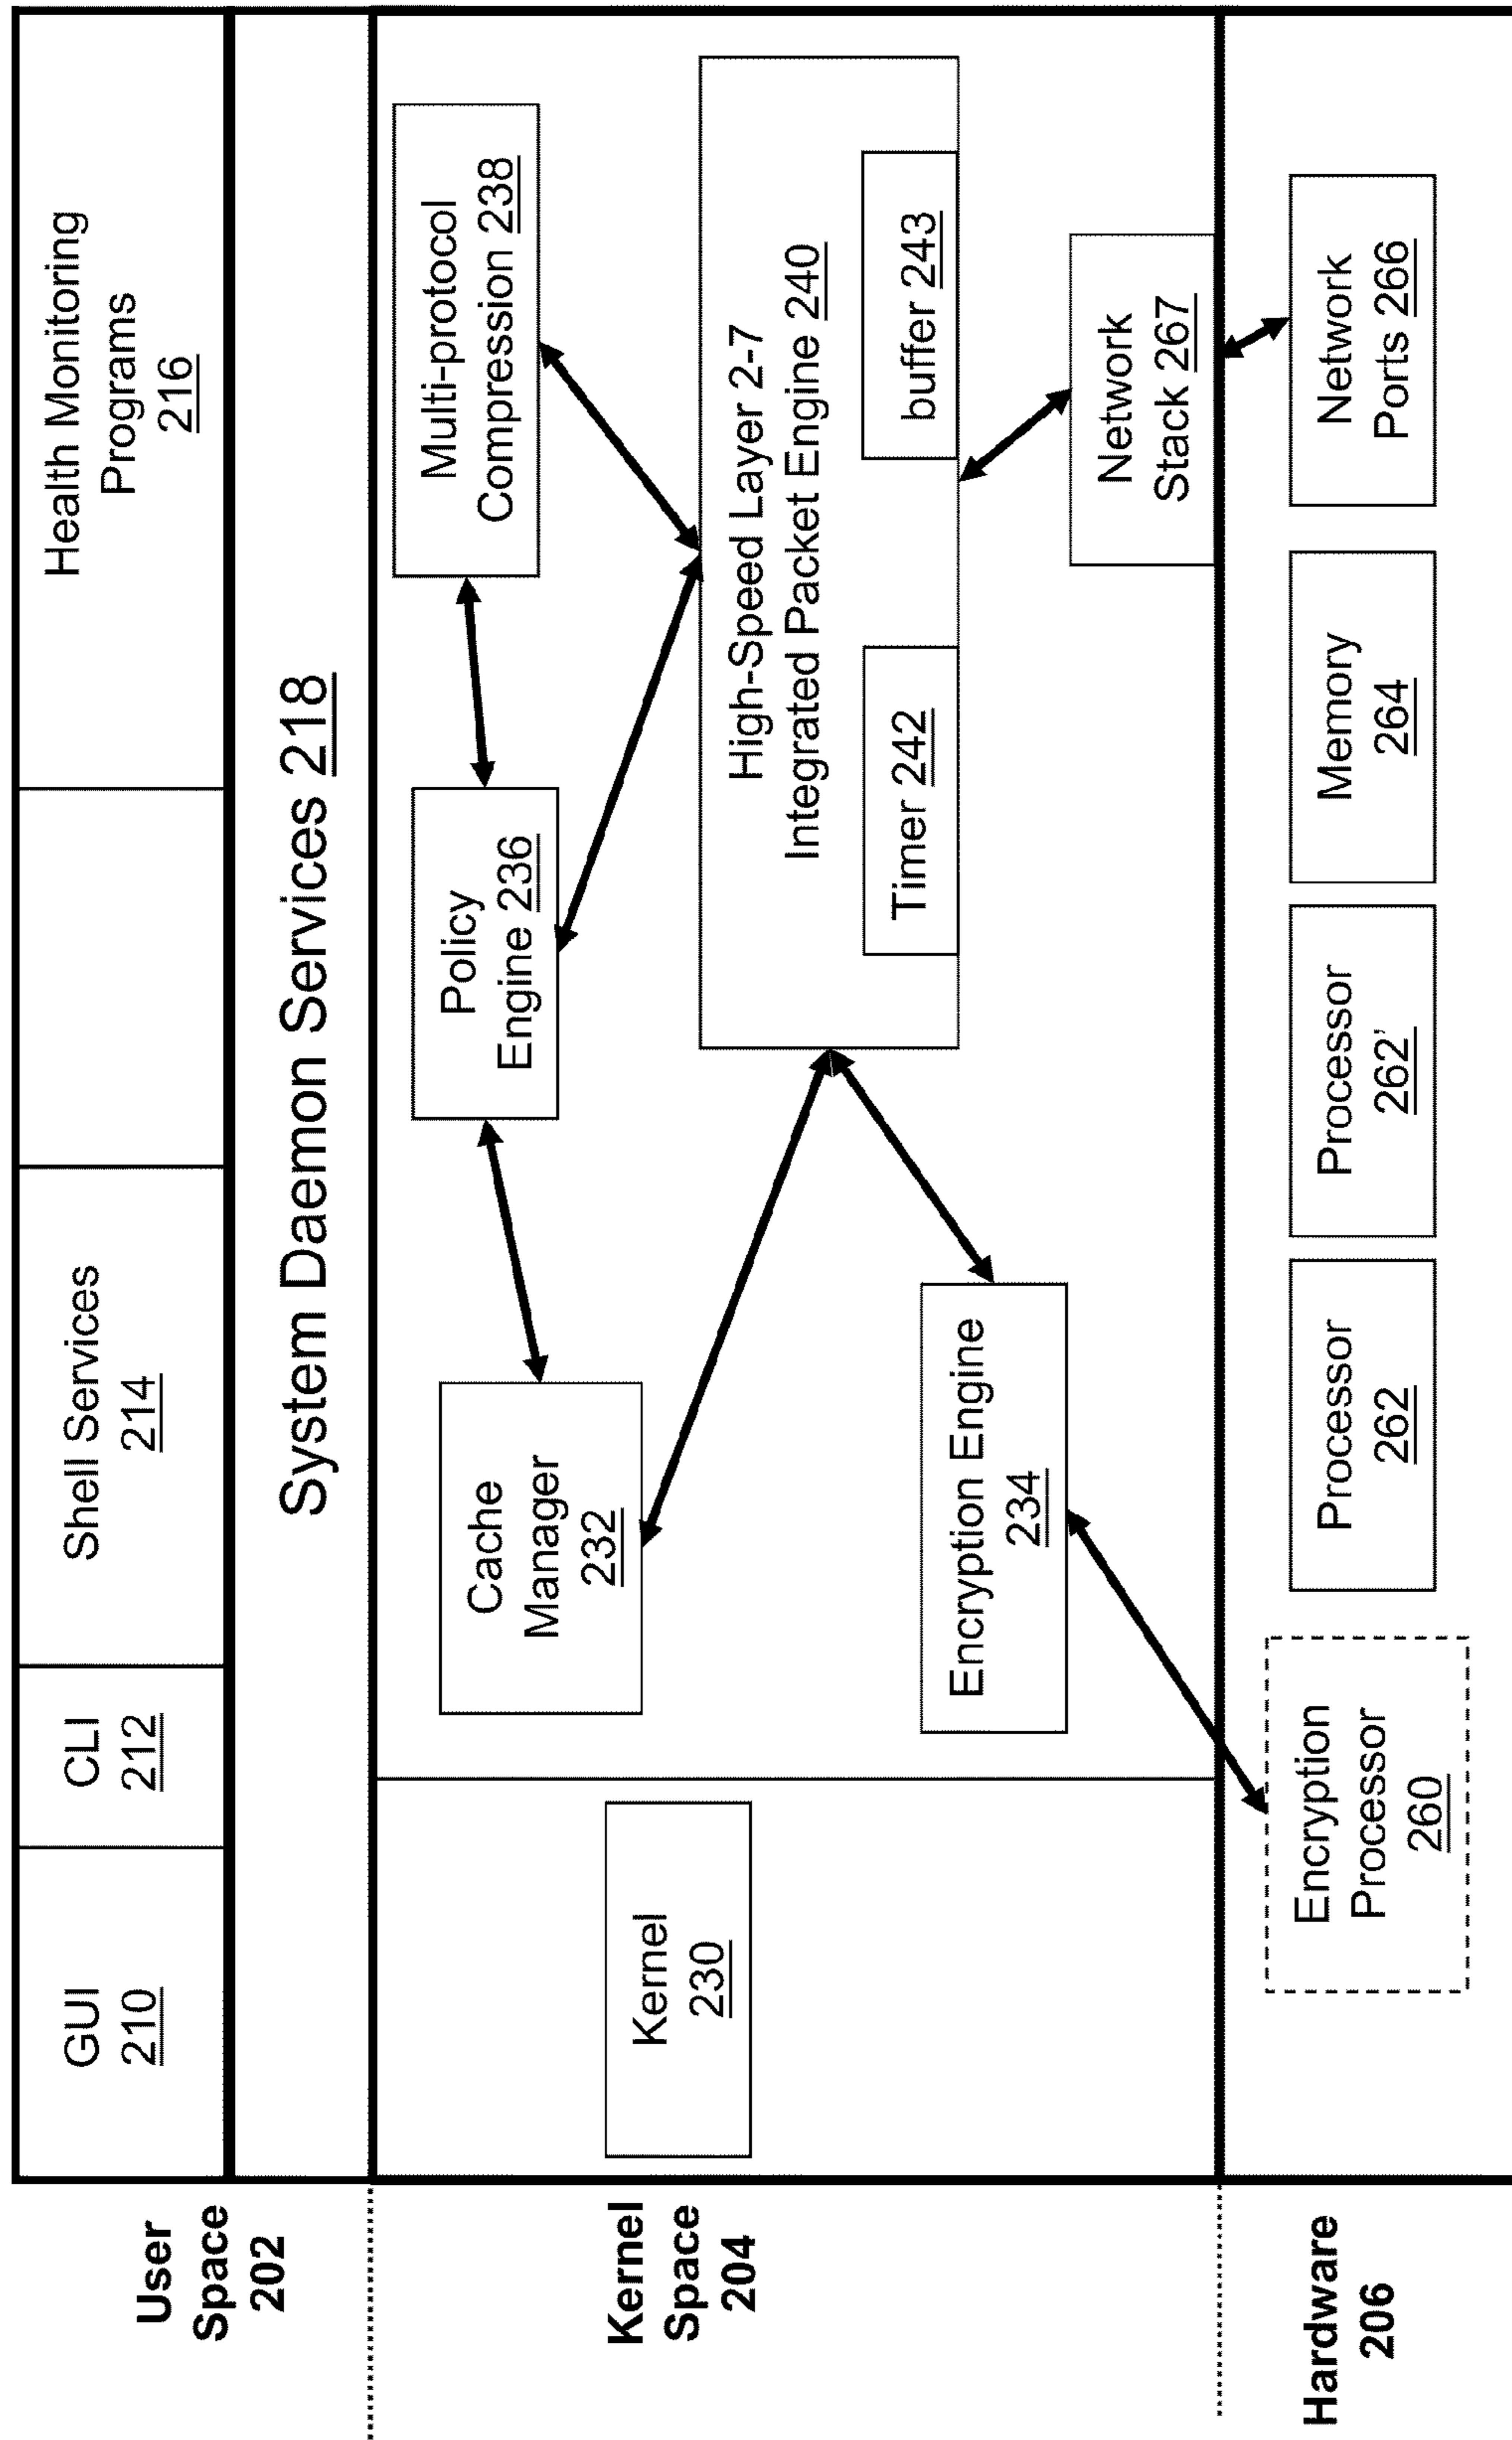 User
Space
202
GUI
210
CLI
212
Shell Services
214
Health Monitoring
Programs
216
System Daemon Services 218
Kernel
Space
204
Kernel
230
Cache
Manager
232
Policy
Engine 236
Multi-protocol
Compression 238
High-Speed Layer 2-7
Integrated Packet Engine 240
Timer 242
buffer 243
Encryption Engine
234
Network
Stack 267
Hardware
206
Encryption
Processor
260
Processor
262
Processor
262’
Memory
264
Network
Ports 266